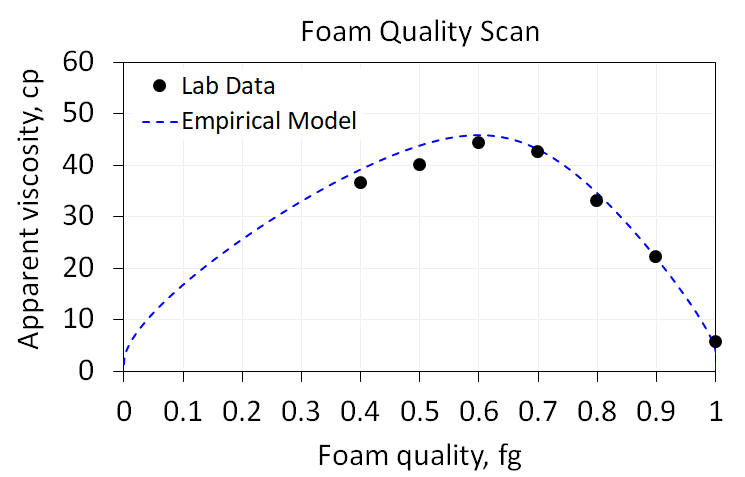 Foam Quality Scan
60
50
40
30
20
10
0
Apparent viscosity, cp
Lab Data
Empirical Model
0 0.1 0.2 0.3 0.4 0.5 0.6 0.7 0.8 0.9 1
Foam quality, fg